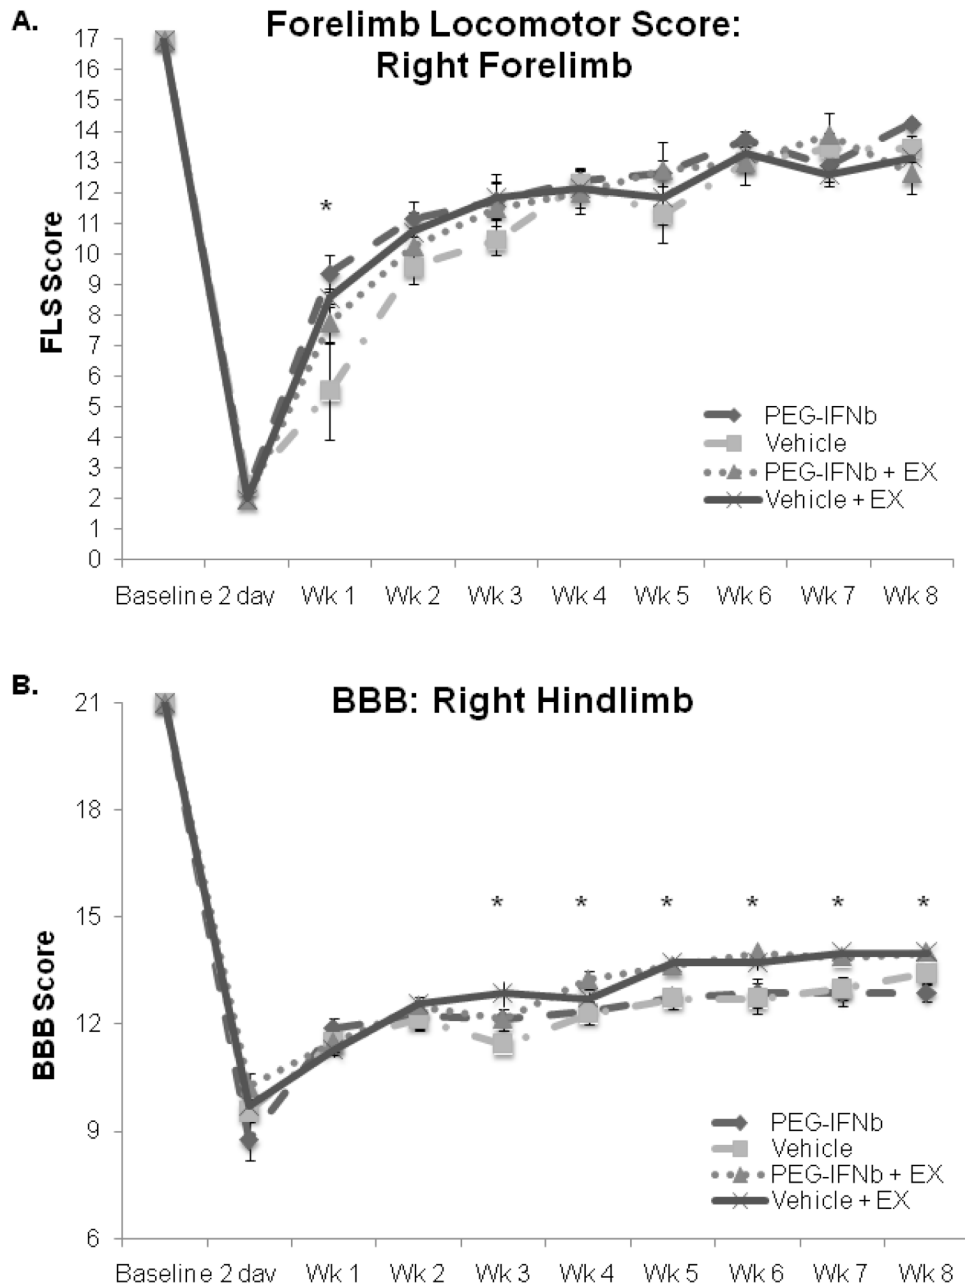 A.
Forelimb Locomotor Score:
Right Forelimb
17
16
15
14
13
12
11
10
9
8
7
6
5
4
3
2
1
0
FLS Score
*
PEG-IFNb
Vehicle
PEG-IFNb + EX
Vehicle + EX
Baseline 2 day Wk 1 Wk 2 Wk 3 Wk 4 Wk 5 Wk 6 Wk 7 Wk 8
B.
BBB: Right Hindlimb
21
18
15
12
9
6
BBB Score
* * * * * *
PEG-IFNb
Vehicle
PEG-IFNb + EX
Vehicle + EX
Baseline 2 day Wk 1 Wk 2 Wk 3 Wk 4 Wk 5 Wk 6 Wk 7 Wk 8